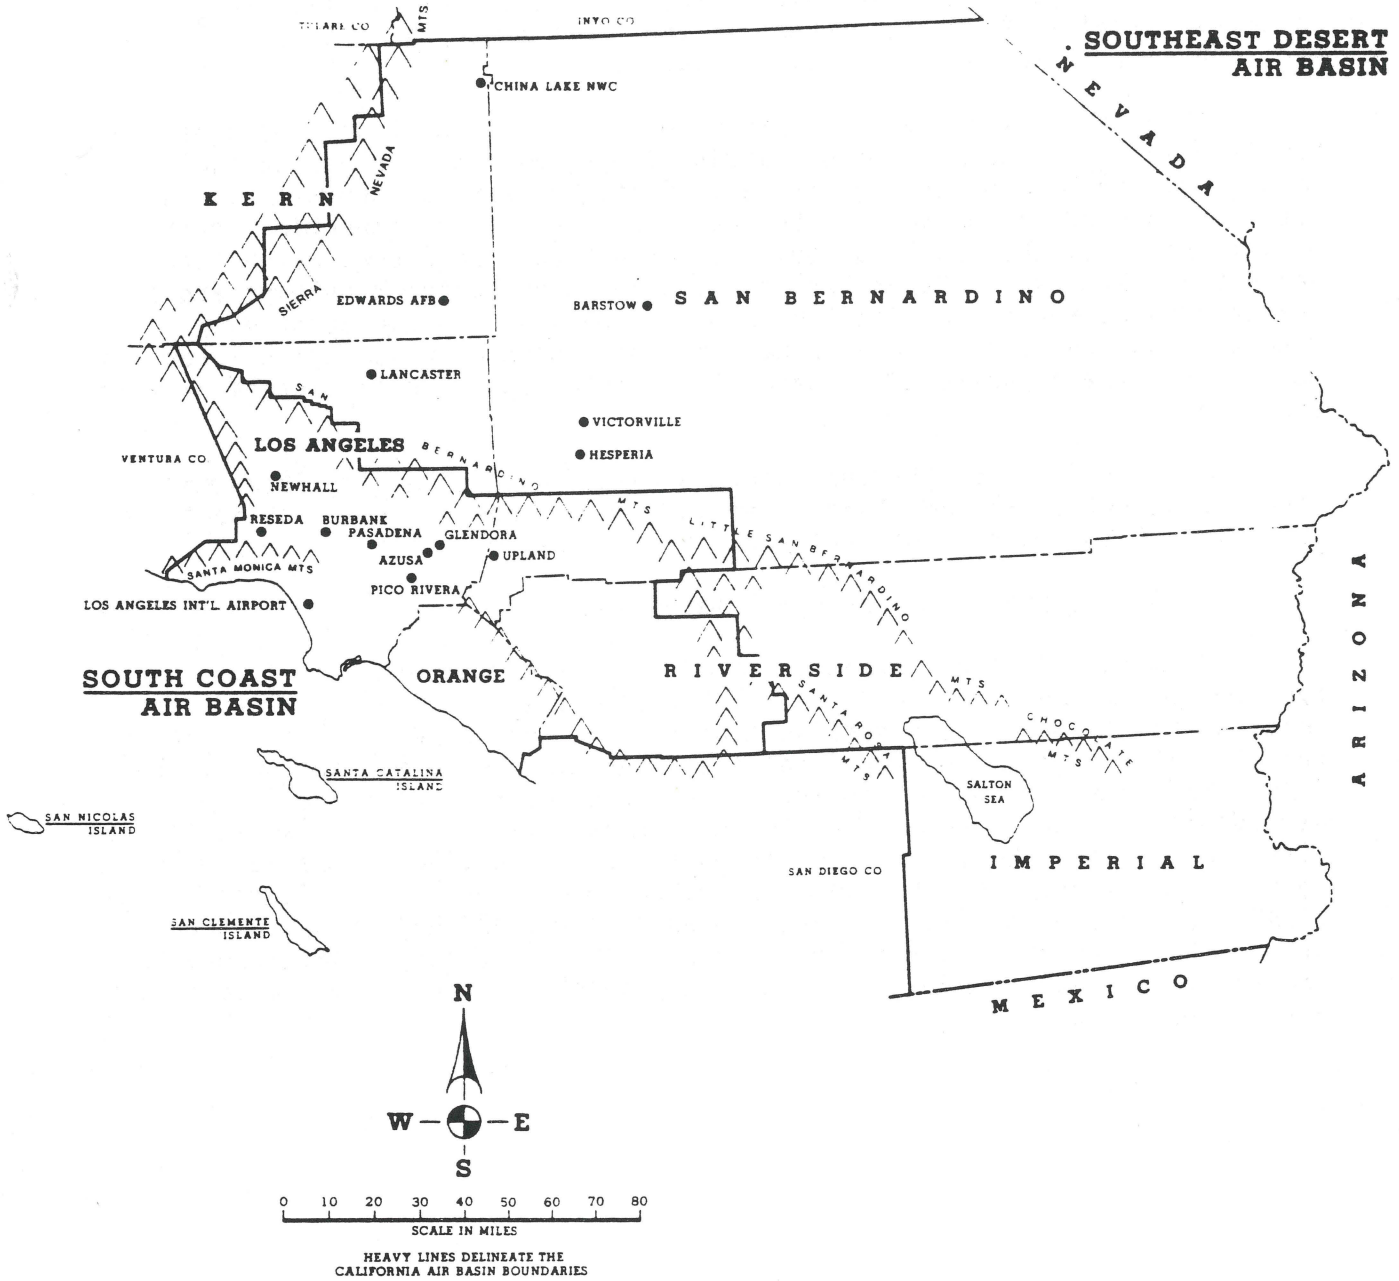 TULARE CO
MTS
INYO CO
SOUTHEAST DESERT
AIR BASIN
NEVADA
CHINA LAKE NWC
NEVADA
KERN
SIERRA
EDWARDS AFB
BARSTOW
SAN BERNARDINO
LANCASTER
SAN
VICTORVILLE
LOS ANGELES
BERNARDINO
HESPERIA
VENTURA CO
NEWHALL
MTS
RESEDA
BURBANK
PASADENA
GLENDORA
LITTLE SAN BERNARDINO
AZUSA
UPLAND
SANTA MONICA MTS
PICO RIVERA
LOS ANGELES INT'L. AIRPORT
ARIZONA
SOUTH COAST
AIR BASIN
ORANGE
RIVERSIDE
MTS
SANTA ROSA
MTS
CHOCOLATE
MTS
SANTA CATALINA
ISLAND
SALTON
SEA
SAN NICOLAS
ISLAND
SAN DIEGO CO
IMPERIAL
SAN CLEMENTE
ISLAND
MEXICO
N
W E
S
0 10 20 30 40 50 60 70 80
SCALE IN MILES
HEAVY LINES DELINEATE THE
CALIFORNIA AIR BASIN BOUNDARIES